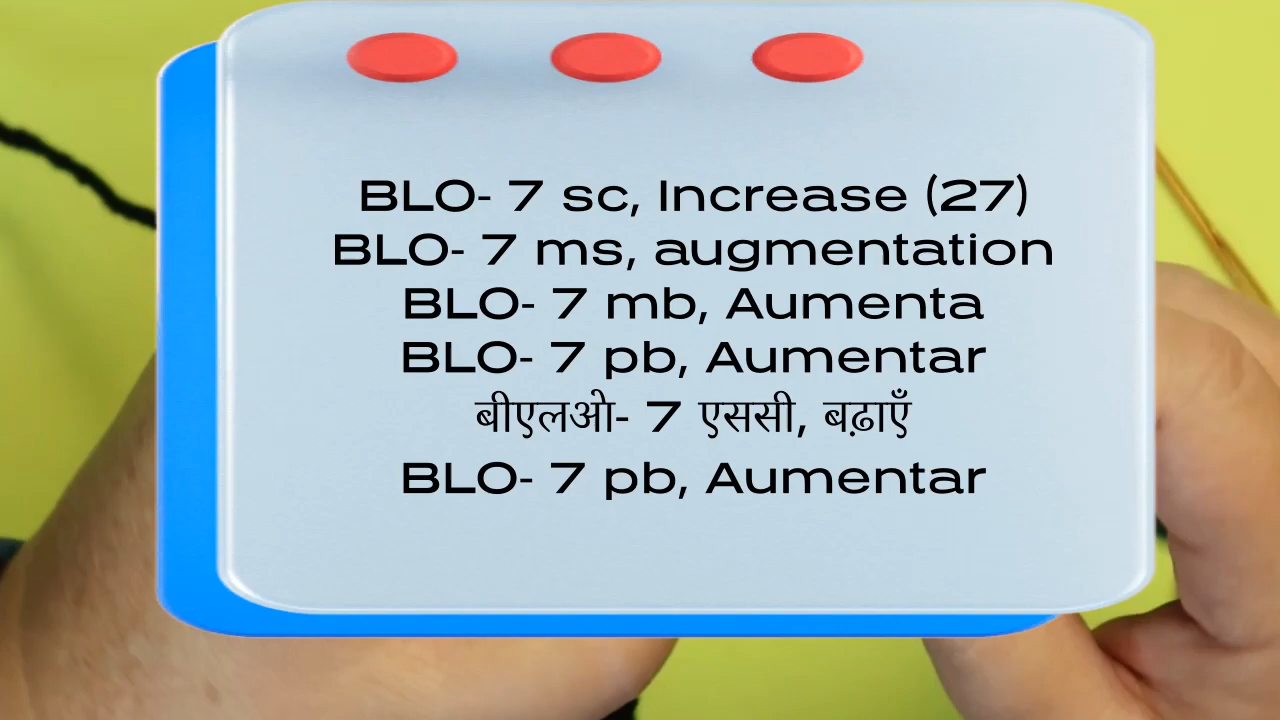 BLO- 7 sc, Increase (27)
BLO- 7 ms, augmentation
BLO- 7 mb, Aumenta
BLO- 7 pb, Aumentar
बीएलओ- 7 एससी, बढ़ाएँ
BLO- 7 pb, Aumentar